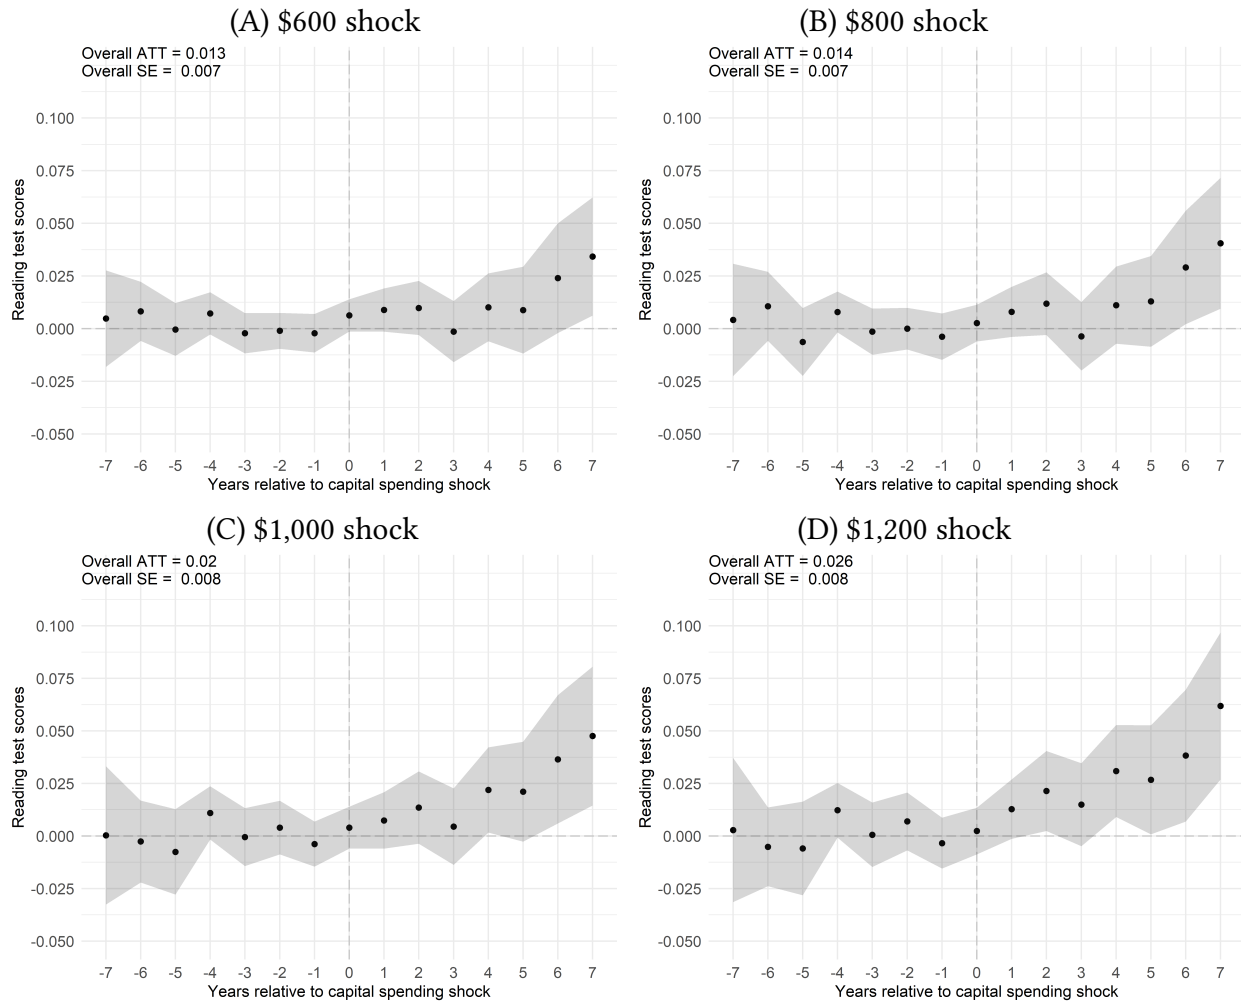 (A) $600 shock
Overall ATT = 0.013
Overall SE =  0.007
0.100
0.075
0.050
0.025
0.000
-0.025
-0.050
Reading test scores
-7 -6 -5 -4 -3 -2 -1 0 1 2 3 4 5 6 7
Years relative to capital spending shock
(B) $800 shock
Overall ATT = 0.014
Overall SE =  0.007
0.100
0.075
0.050
0.025
0.000
-0.025
-0.050
Reading test scores
-7 -6 -5 -4 -3 -2 -1 0 1 2 3 4 5 6 7
Years relative to capital spending shock
(C) $1,000 shock
Overall ATT = 0.02
Overall SE =  0.008
0.100
0.075
0.050
0.025
0.000
-0.025
-0.050
Reading test scores
-7 -6 -5 -4 -3 -2 -1 0 1 2 3 4 5 6 7
Years relative to capital spending shock
(D) $1,200 shock
Overall ATT = 0.026
Overall SE =  0.008
0.100
0.075
0.050
0.025
0.000
-0.025
-0.050
Reading test scores
-7 -6 -5 -4 -3 -2 -1 0 1 2 3 4 5 6 7
Years relative to capital spending shock